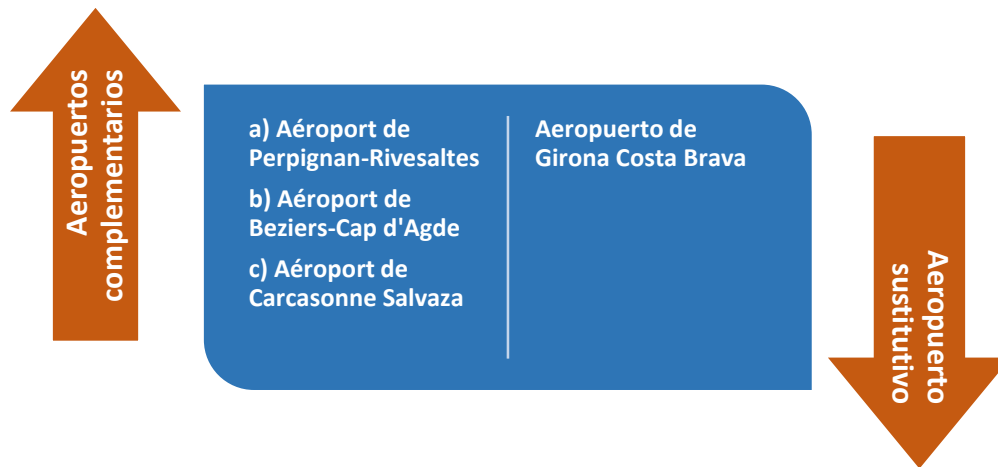 Aeropuertos
complementarios
a) Aéroport de
Perpignan-Rivesaltes
b) Aéroport de
Beziers-Cap d'Agde
c) Aéroport de
Carcasonne Salvaza
Aeropuerto de
Girona Costa Brava
Aeropuerto
sustitutivo